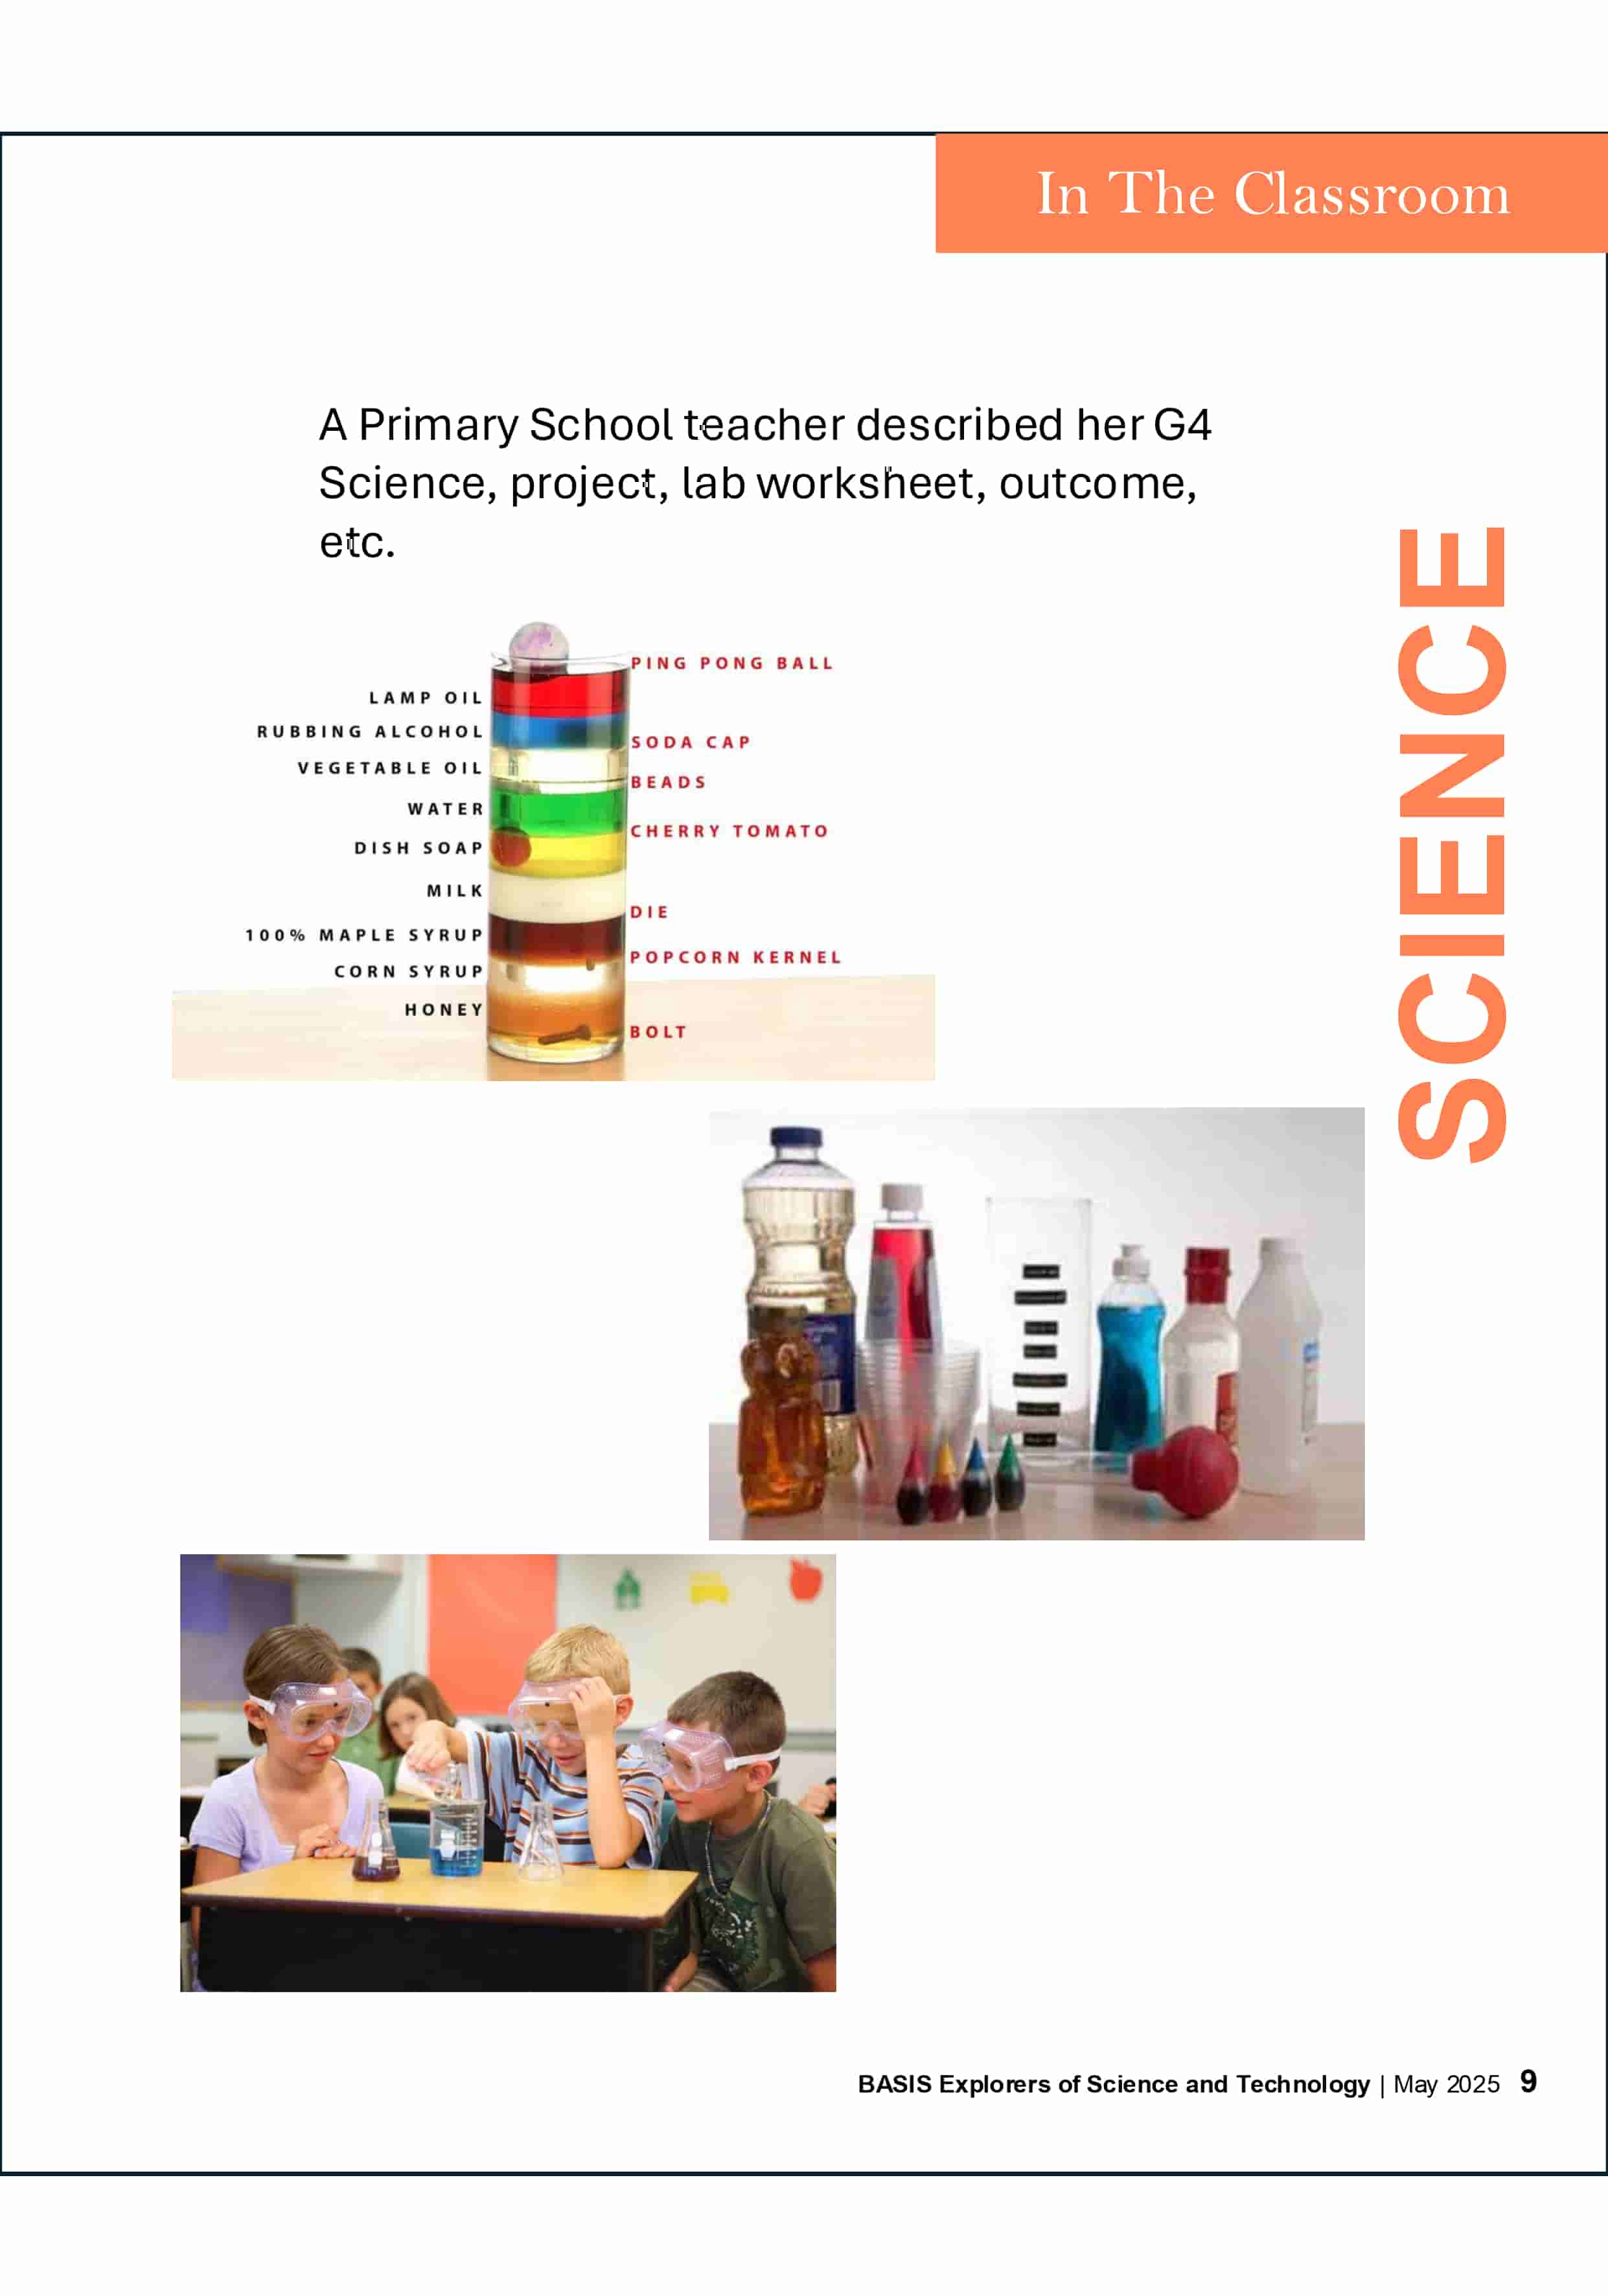 In The Classroom
A Primary School teacher described her G4
Science, project, lab worksheet, outcome,
etc.
SCIENCE
PING PONG BALL
LAMP OIL
RUBBING ALCOHOL
SODA CAP
VEGETABLE OIL
BEADS
WATER
CHERRY TOMATO
DISH SOAP
MILK
DIE
100% MAPLE SYRUP
POPCORN KERNEL
CORN SYRUP
HONEY
BOLT
BASIS Explorers of Science and Technology | May 2025 9